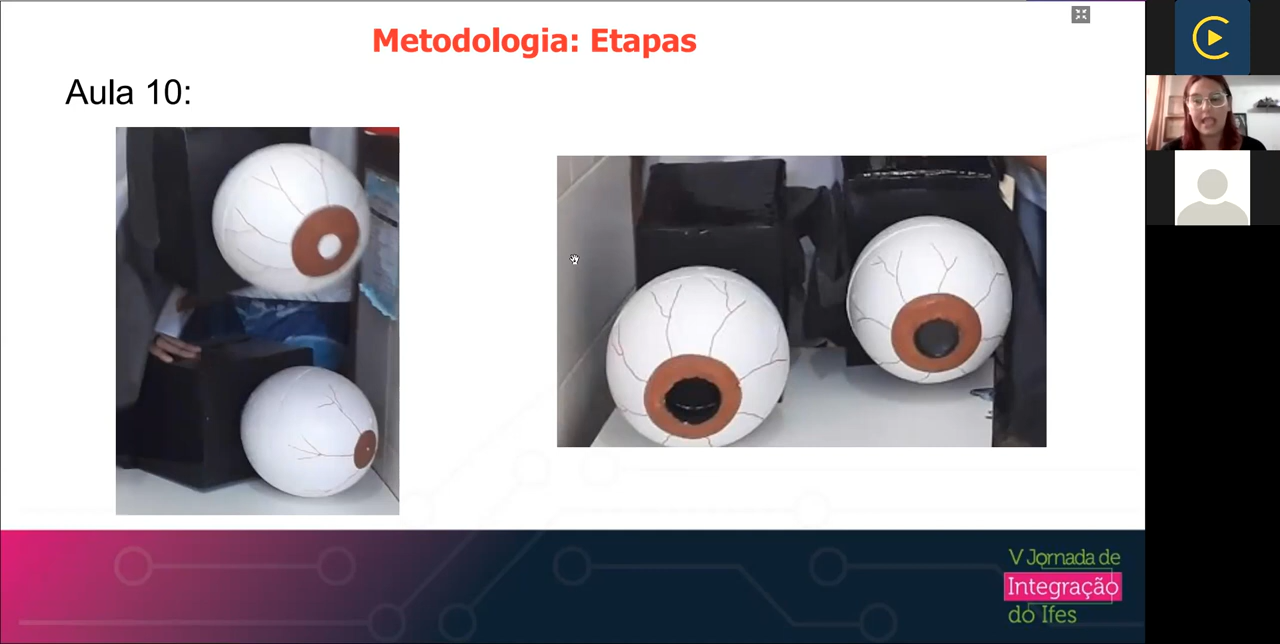 Metodologia: Etapas
Aula 10:
V Jornada de
Integração
do Ifes